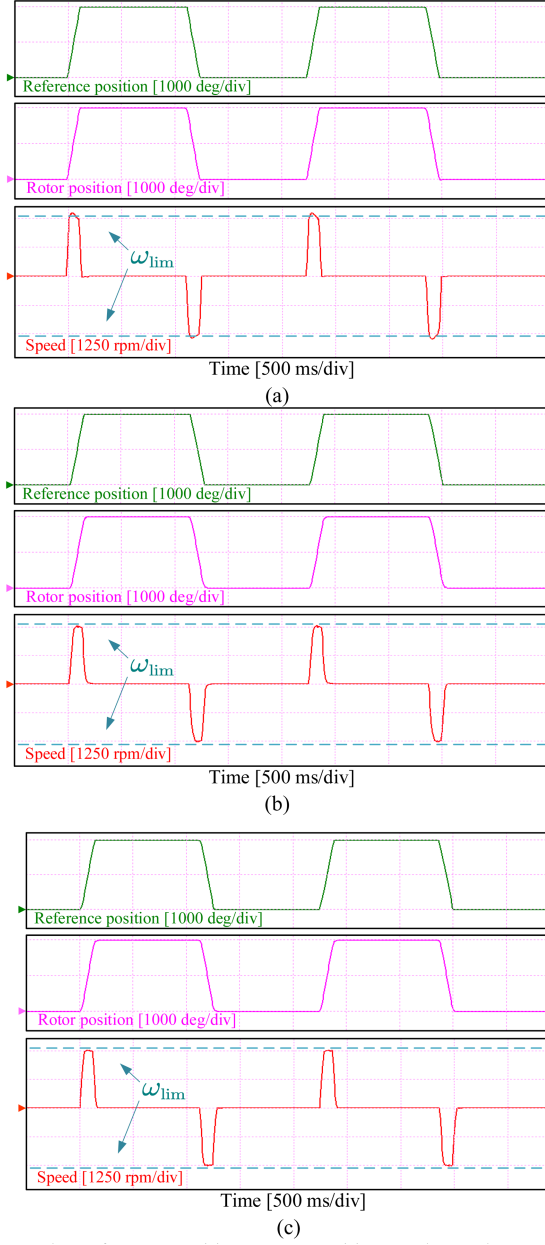 Reference position [1000 deg/div]
Rotor position [1000 deg/div]
ω_lim
Speed [1250 rpm/div]
Time [500 ms/div]
(a)
Reference position [1000 deg/div]
Rotor position [1000 deg/div]
ω_lim
Speed [1250 rpm/div]
Time [500 ms/div]
(b)
Reference position [1000 deg/div]
Rotor position [1000 deg/div]
ω_lim
Speed [1250 rpm/div]
Time [500 ms/div]
(c)